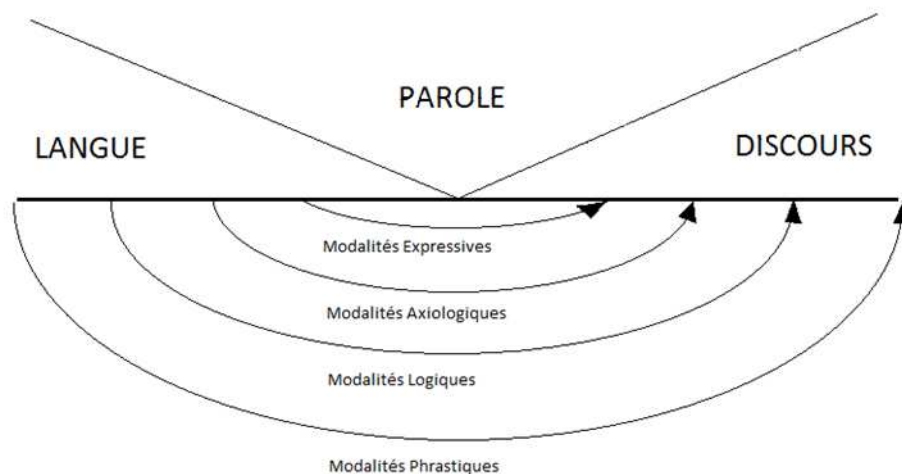 PAROLE
LANGUE
DISCOURS
Modalités Expressives
Modalités Axiologiques
Modalités Logiques
Modalités Phrastiques